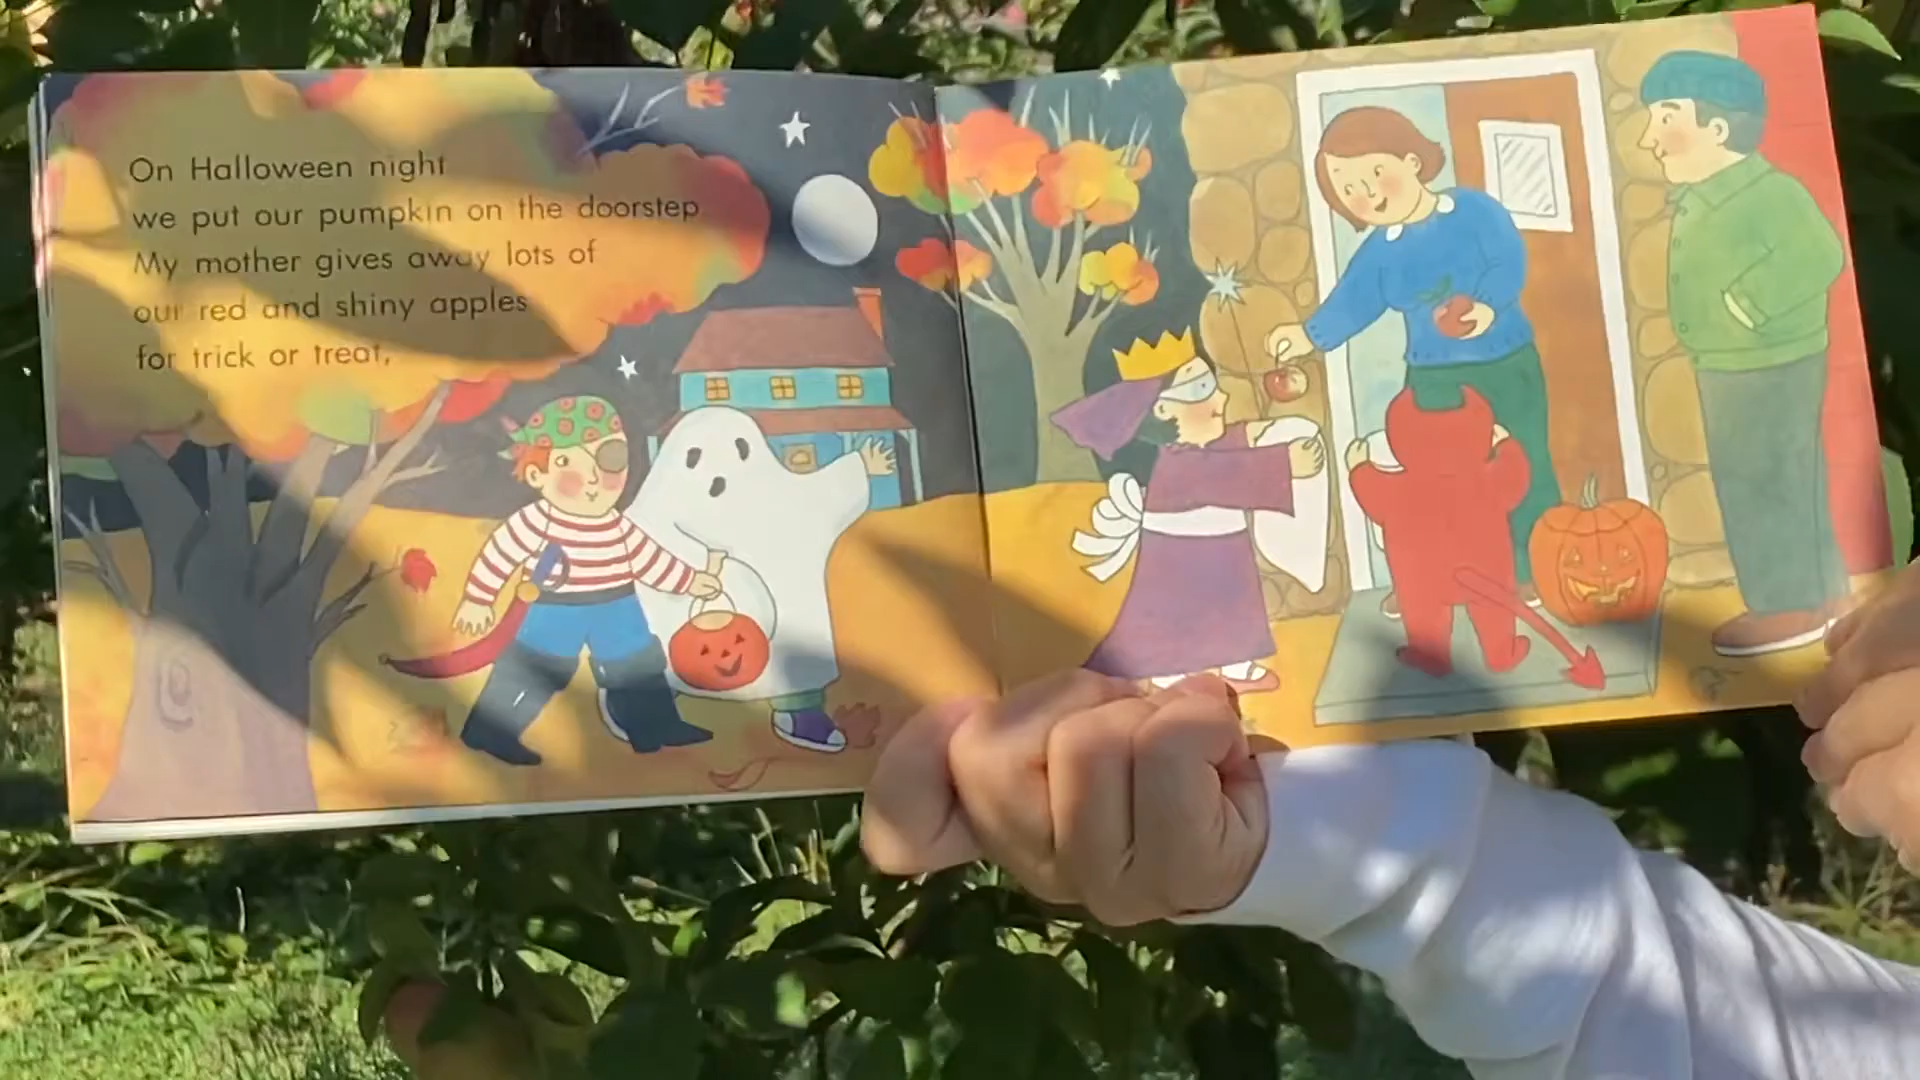 On Halloween night
we put our pumpkin on the doorstep
My mother gives away lots of
our red and shiny apples
for trick or treat,